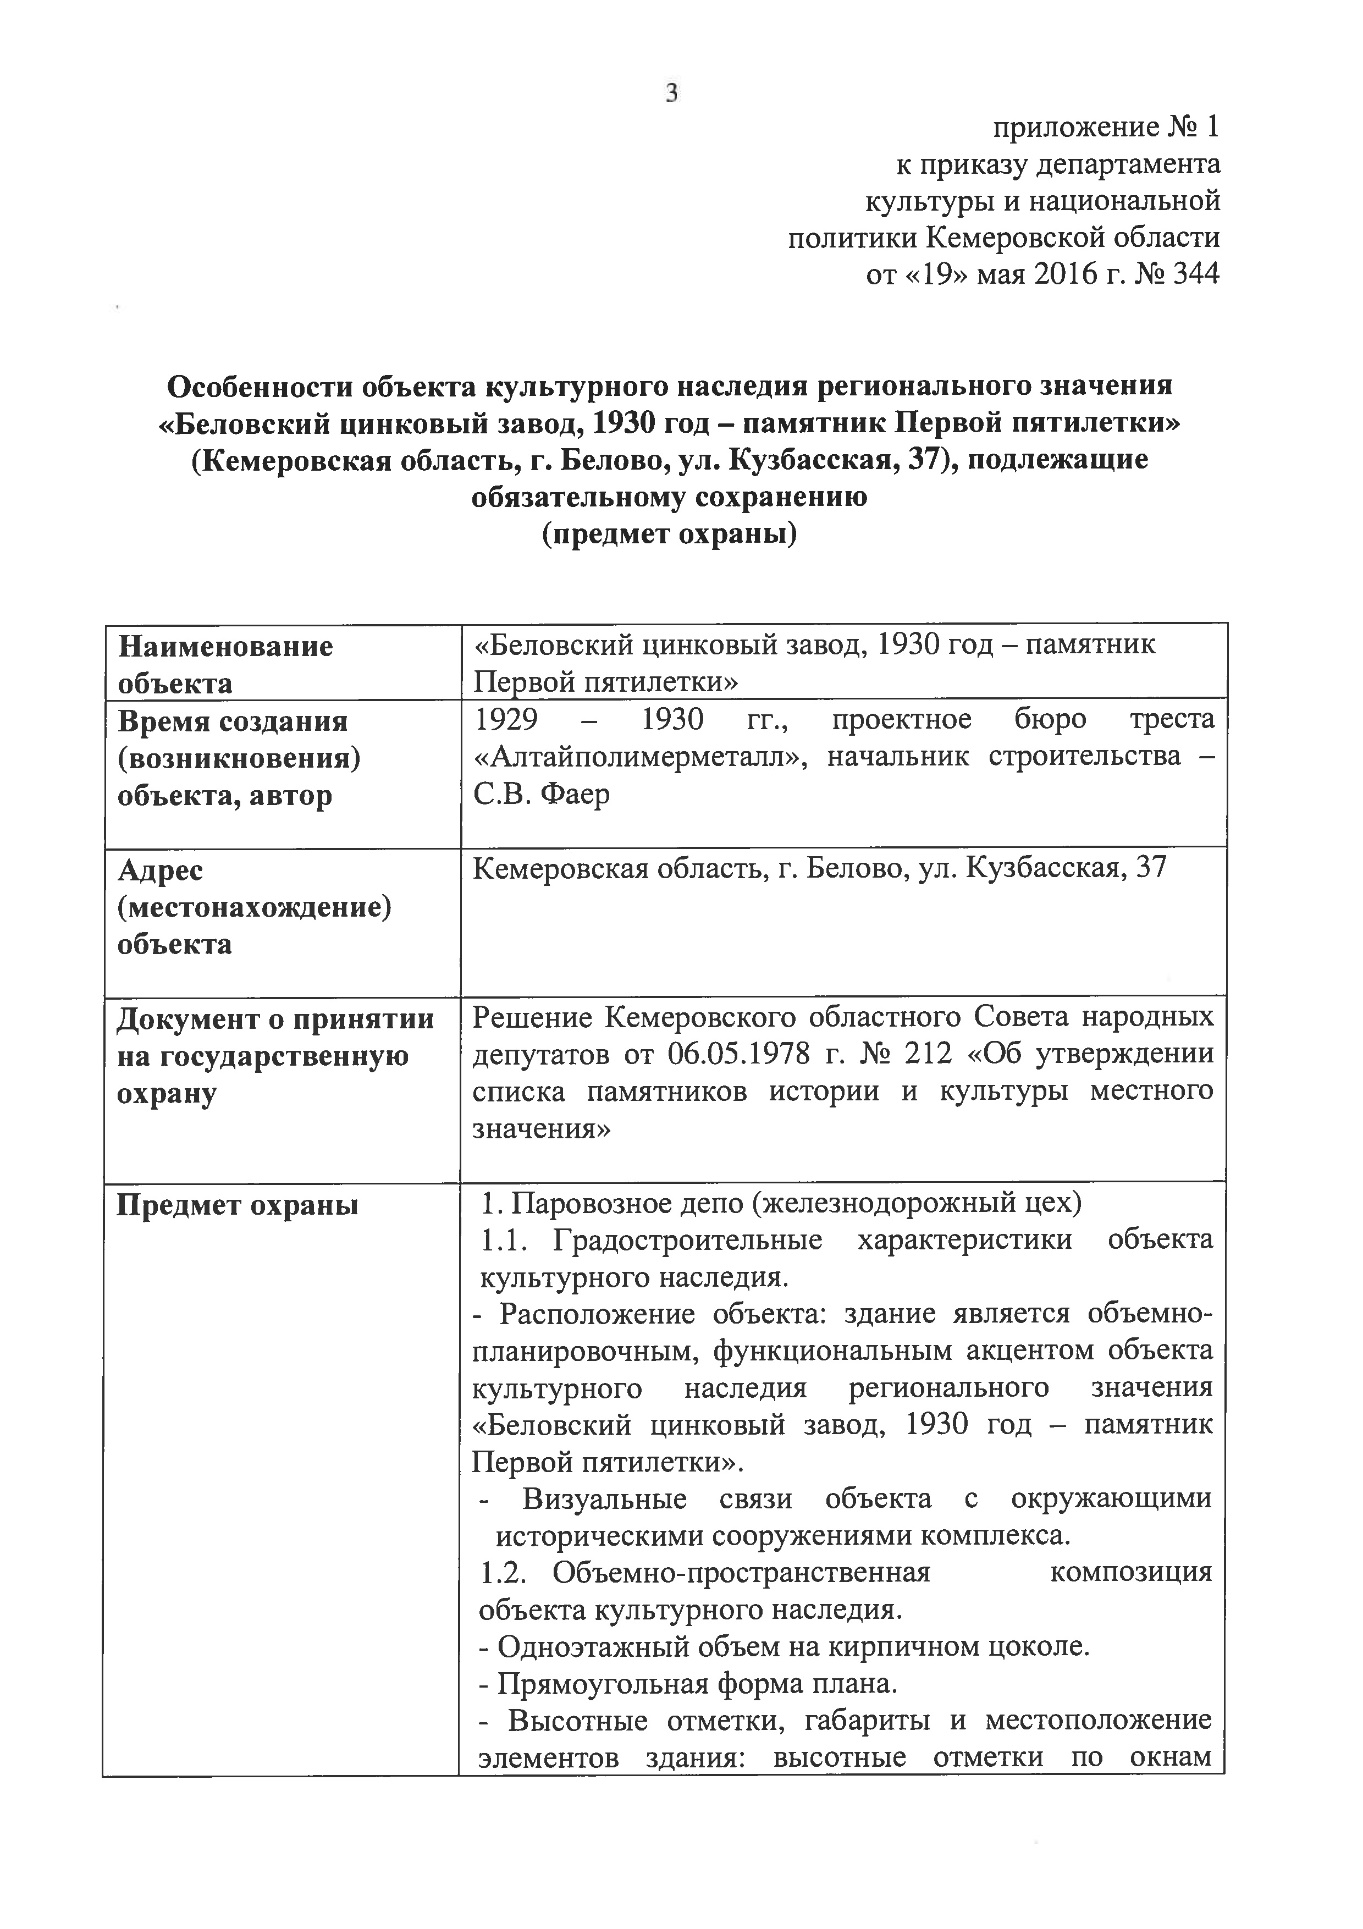 3
приложение № 1
к приказу департамента
культуры и национальной
политики Кемеровской области
от «19» мая 2016 г. № 344
Особенности объекта культурного наследия регионального значения
«Беловский цинковый завод, 1930 год – памятник Первой пятилетки»
(Кемеровская область, г. Белово, ул. Кузбасская, 37), подлежащие
обязательному сохранению
(предмет охраны)
Наименование
объекта
«Беловский цинковый завод, 1930 год – памятник
Первой пятилетки»
Время создания
(возникновения)
объекта, автор
1929 – 1930 гг., проектное бюро треста
«Алтайполимерметалл», начальник строительства –
С.В. Фаер
Адрес
(местонахождение)
объекта
Кемеровская область, г. Белово, ул. Кузбасская, 37
Документ о принятии
на государственную
охрану
Решение Кемеровского областного Совета народных
депутатов от 06.05.1978 г. № 212 «Об утверждении
списка памятников истории и культуры местного
значения»
Предмет охраны
1. Паровозное депо (железнодорожный цех)
1.1. Градостроительные характеристики объекта
культурного наследия.
- Расположение объекта: здание является объемно-
планировочным, функциональным акцентом объекта
культурного наследия регионального значения
«Беловский цинковый завод, 1930 год – памятник
Первой пятилетки».
- Визуальные связи объекта с окружающими
историческими сооружениями комплекса.
1.2. Объемно-пространственная композиция
объекта культурного наследия.
- Одноэтажный объем на кирпичном цоколе.
- Прямоугольная форма плана.
- Высотные отметки, габариты и местоположение
элементов здания: высотные отметки по окнам